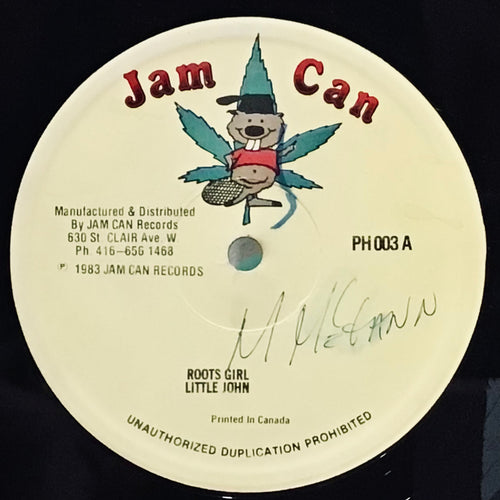 Jam Can
Manufactured & Distributed
By JAM CAN Records
630 St. CLAIR Ave. W.
Ph. 416-656 1468
℗ 1983 JAM CAN RECORDS
PH 003 A
M McCANN
ROOTS GIRL
LITTLE JOHN
Printed In Canada
UNAUTHORIZED DUPLICATION PROHIBITED